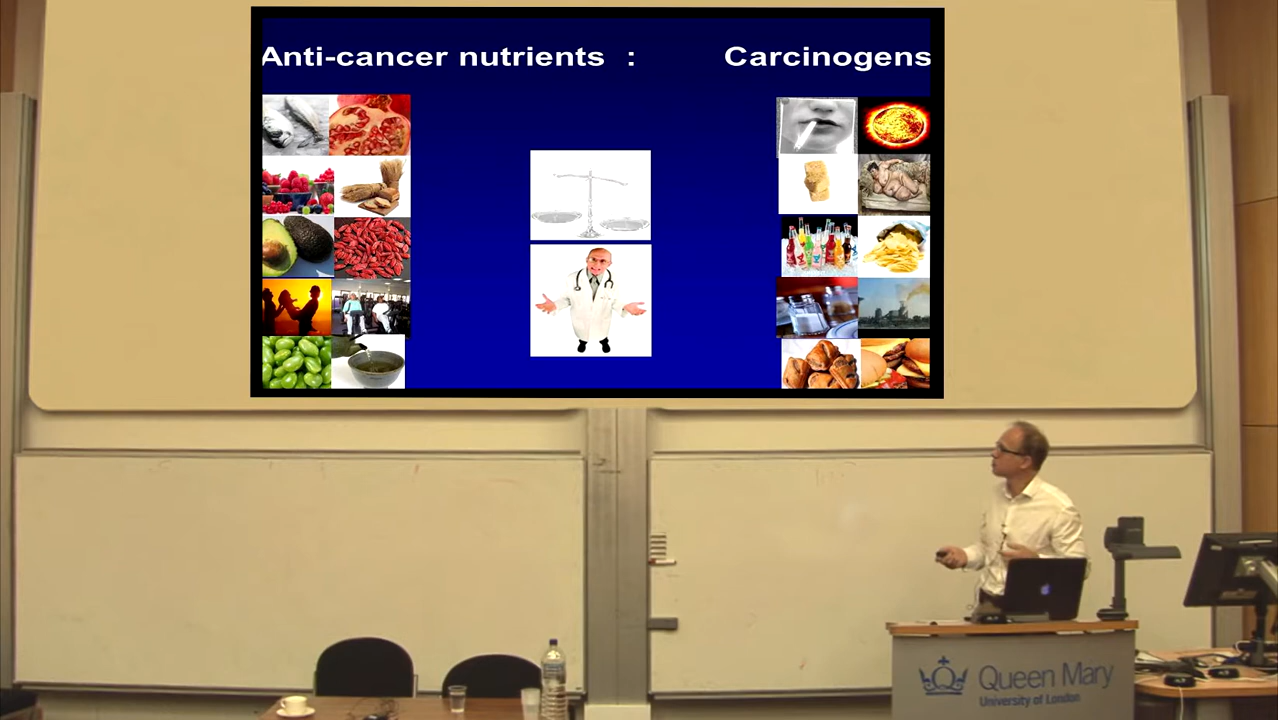 Anti-cancer nutrients : Carcinogens
Queen Mary
University of London